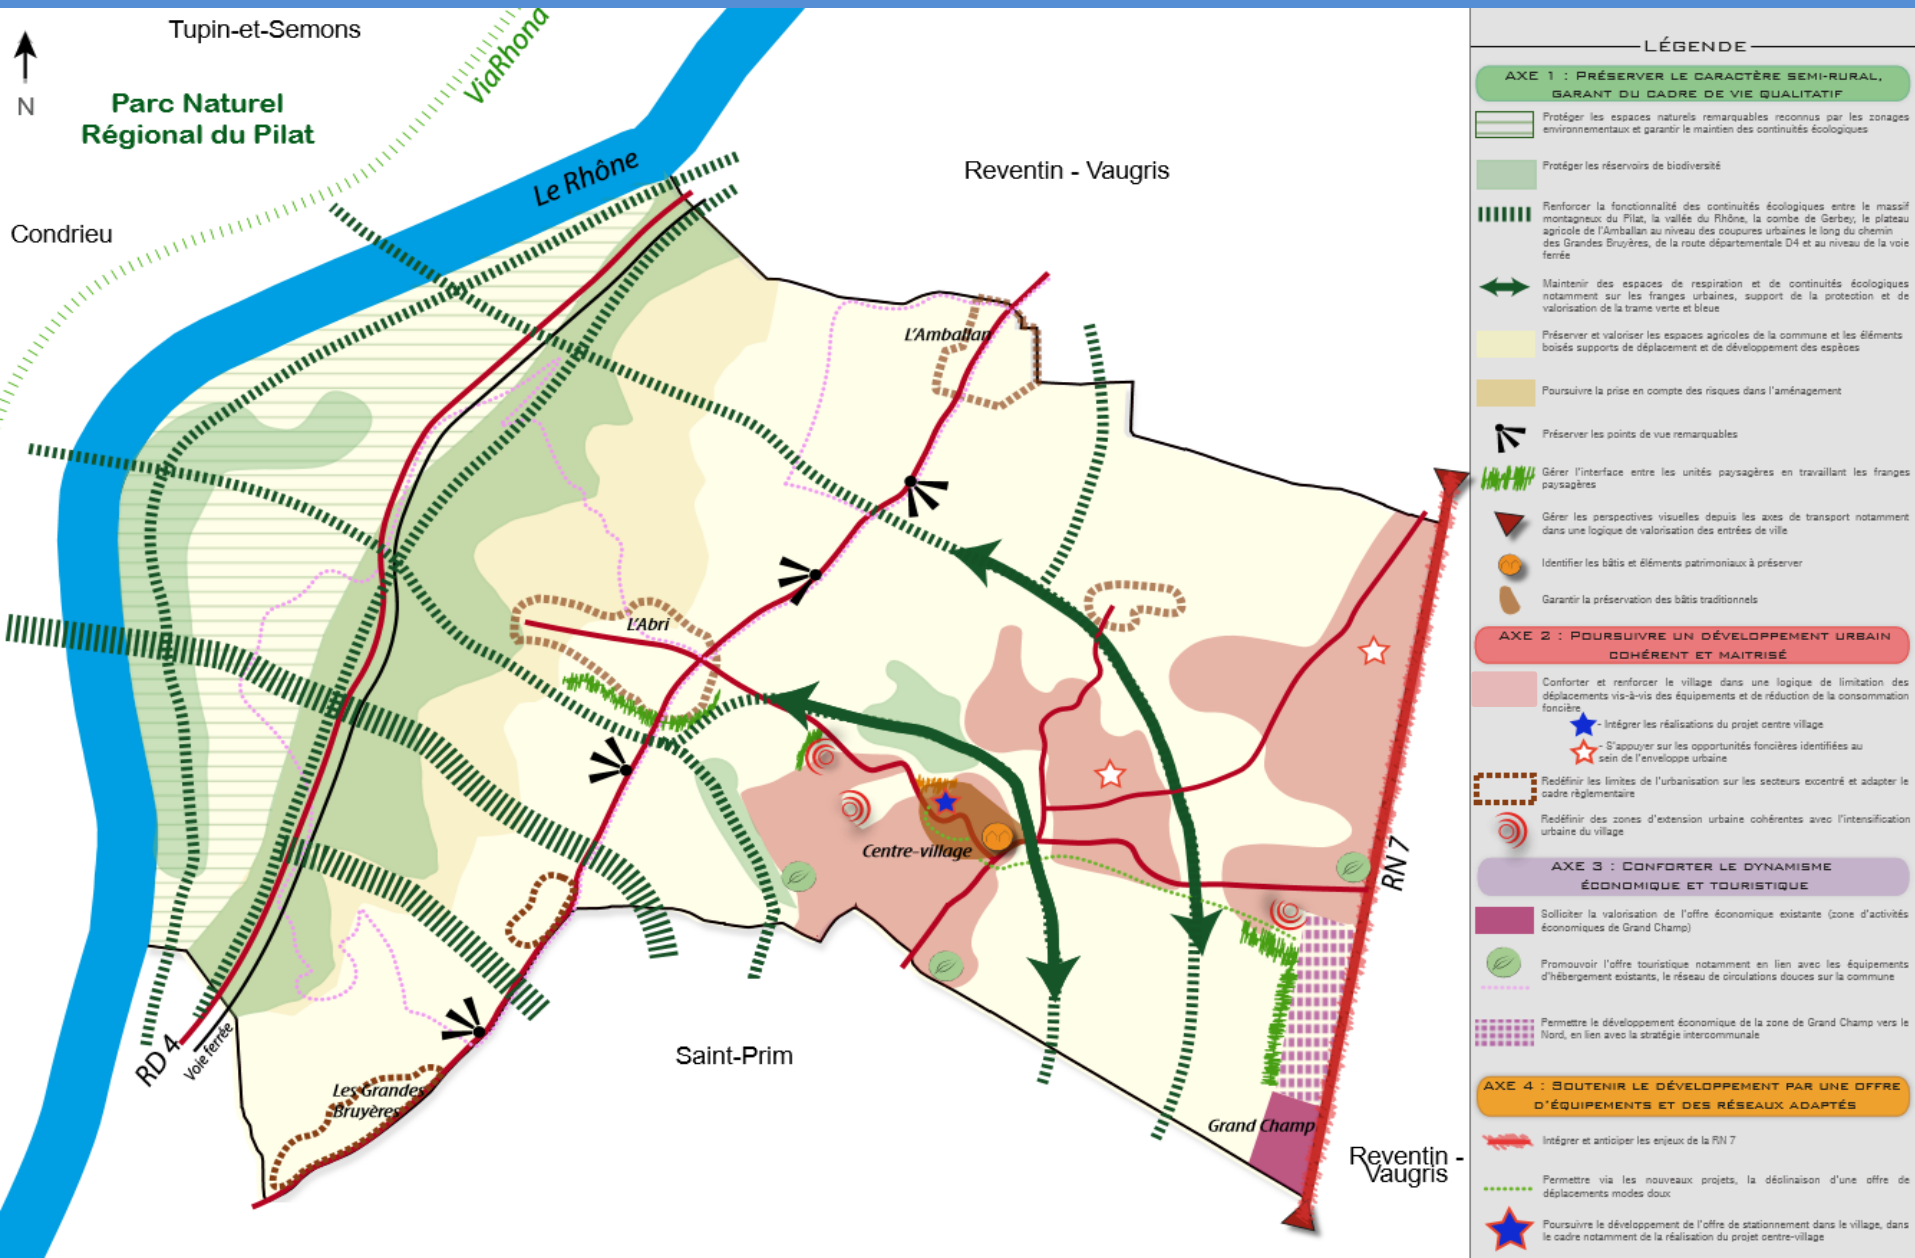 Tupin-et-Semons
ViaRhona
N
Parc Naturel
Régional du Pilat
Le Rhône
Reventin - Vaugris
Condrieu
L'Amballan
L'Abri
Centre-village
RN 7
RD 4
Voie ferrée
Saint-Prim
Les Grandes
Bruyères
Grand Champ
Reventin -
Vaugris
LÉGENDE
AXE 1 : PRÉSERVER LE CARACTÈRE SEMI-RURAL,
GARANT DU CADRE DE VIE QUALITATIF
Protéger les espaces naturels remarquables reconnus par les zonages
environnementaux et garantir le maintien des continuités écologiques
Protéger les réservoirs de biodiversité
Renforcer la fonctionnalité des continuités écologiques entre le massif
montagneux du Pilat, la vallée du Rhône, la combe de Gerbey, le plateau
agricole de l'Amballan au niveau des coupures urbaines le long du chemin
des Grandes Bruyères, de la route départementale D4 et au niveau de la voie
ferrée
Maintenir des espaces de respiration et de continuités écologiques
notamment sur les franges urbaines, support de la protection et de
valorisation de la trame verte et bleue
Préserver et valoriser les espaces agricoles de la commune et les éléments
boisés supports de déplacement et de développement des espèces
Poursuivre la prise en compte des risques dans l'aménagement
Préserver les points de vue remarquables
Gérer l'interface entre les unités paysagères en travaillant les franges
paysagères
Gérer les perspectives visuelles depuis les axes de transport notamment
dans une logique de valorisation des entrées de ville
Identifier les bâtis et éléments patrimoniaux à préserver
Garantir la préservation des bâtis traditionnels
AXE 2 : POURSUIVRE UN DÉVELOPPEMENT URBAIN
COHÉRENT ET MAITRISÉ
Conforter et renforcer le village dans une logique de limitation des
déplacements vis-à-vis des équipements et de réduction de la consommation
foncière
- Intégrer les réalisations du projet centre village
- S'appuyer sur les opportunités foncières identifiées au
sein de l'enveloppe urbaine
Redéfinir les limites de l'urbanisation sur les secteurs excentré et adapter le
cadre règlementaire
Redéfinir des zones d'extension urbaine cohérentes avec l'intensification
urbaine du village
AXE 3 : CONFORTER LE DYNAMISME
ÉCONOMIQUE ET TOURISTIQUE
Solliciter la valorisation de l'offre économique existante (zone d'activités
économiques de Grand Champ)
Promouvoir l'offre touristique notamment en lien avec les équipements
d'hébergement existants, le réseau de circulations douces sur la commune
Permettre le développement économique de la zone de Grand Champ vers le
Nord, en lien avec la stratégie intercommunale
AXE 4 : SOUTENIR LE DÉVELOPPEMENT PAR UNE OFFRE
D'ÉQUIPEMENTS ET DES RÉSEAUX ADAPTÉS
Intégrer et anticiper les enjeux de la RN 7
Permettre via les nouveaux projets, la déclinaison d'une offre de
déplacements modes doux
Poursuivre le développement de l'offre de stationnement dans le village, dans
le cadre notamment de la réalisation du projet centre-village